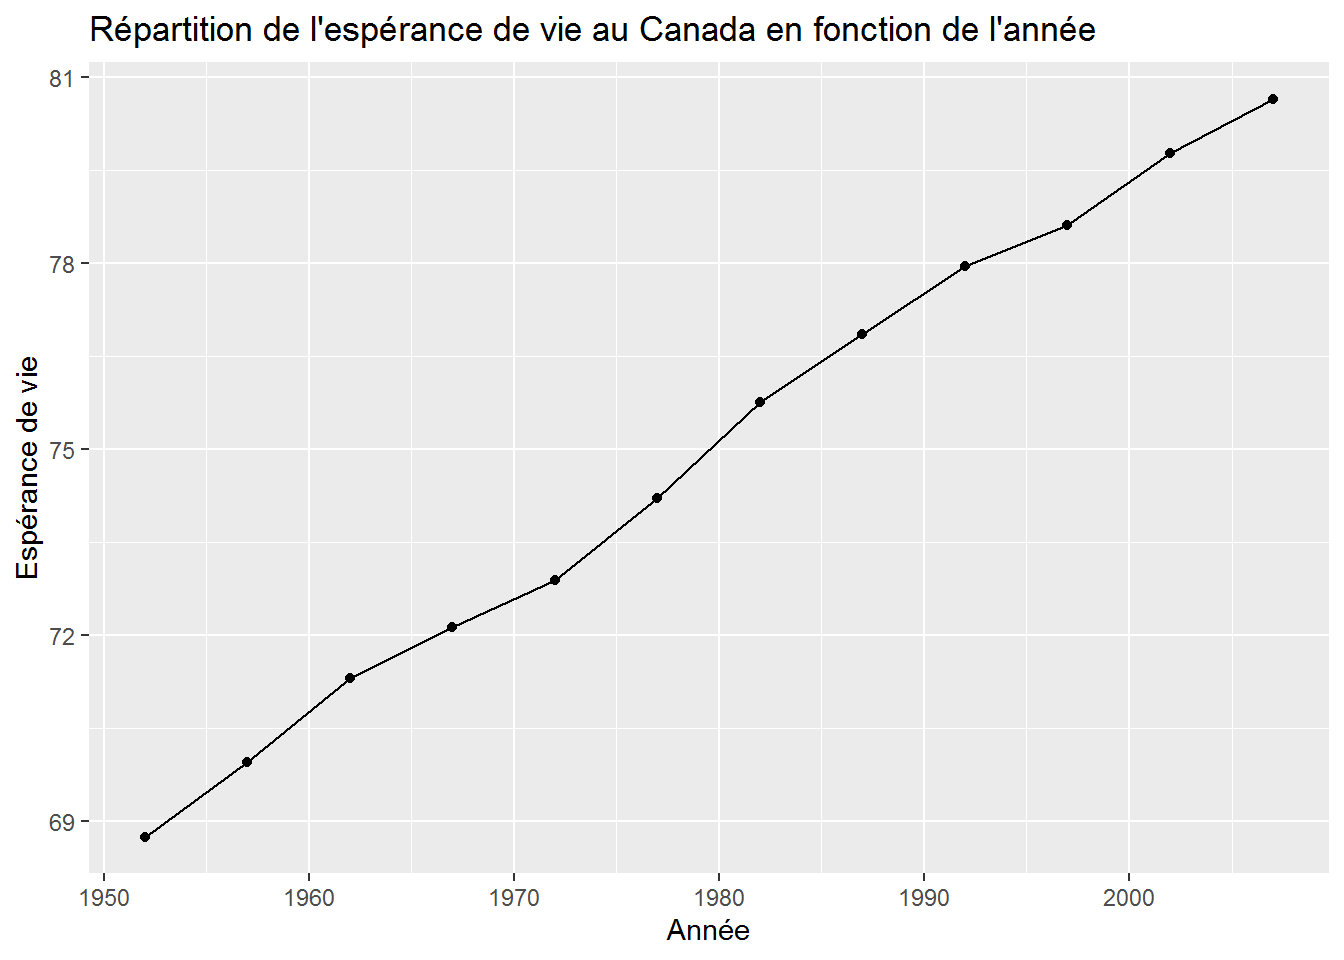 Répartition de l'espérance de vie au Canada en fonction de l'année
81
78
75
72
69
Espérance de vie
1950 1960 1970 1980 1990 2000
Année